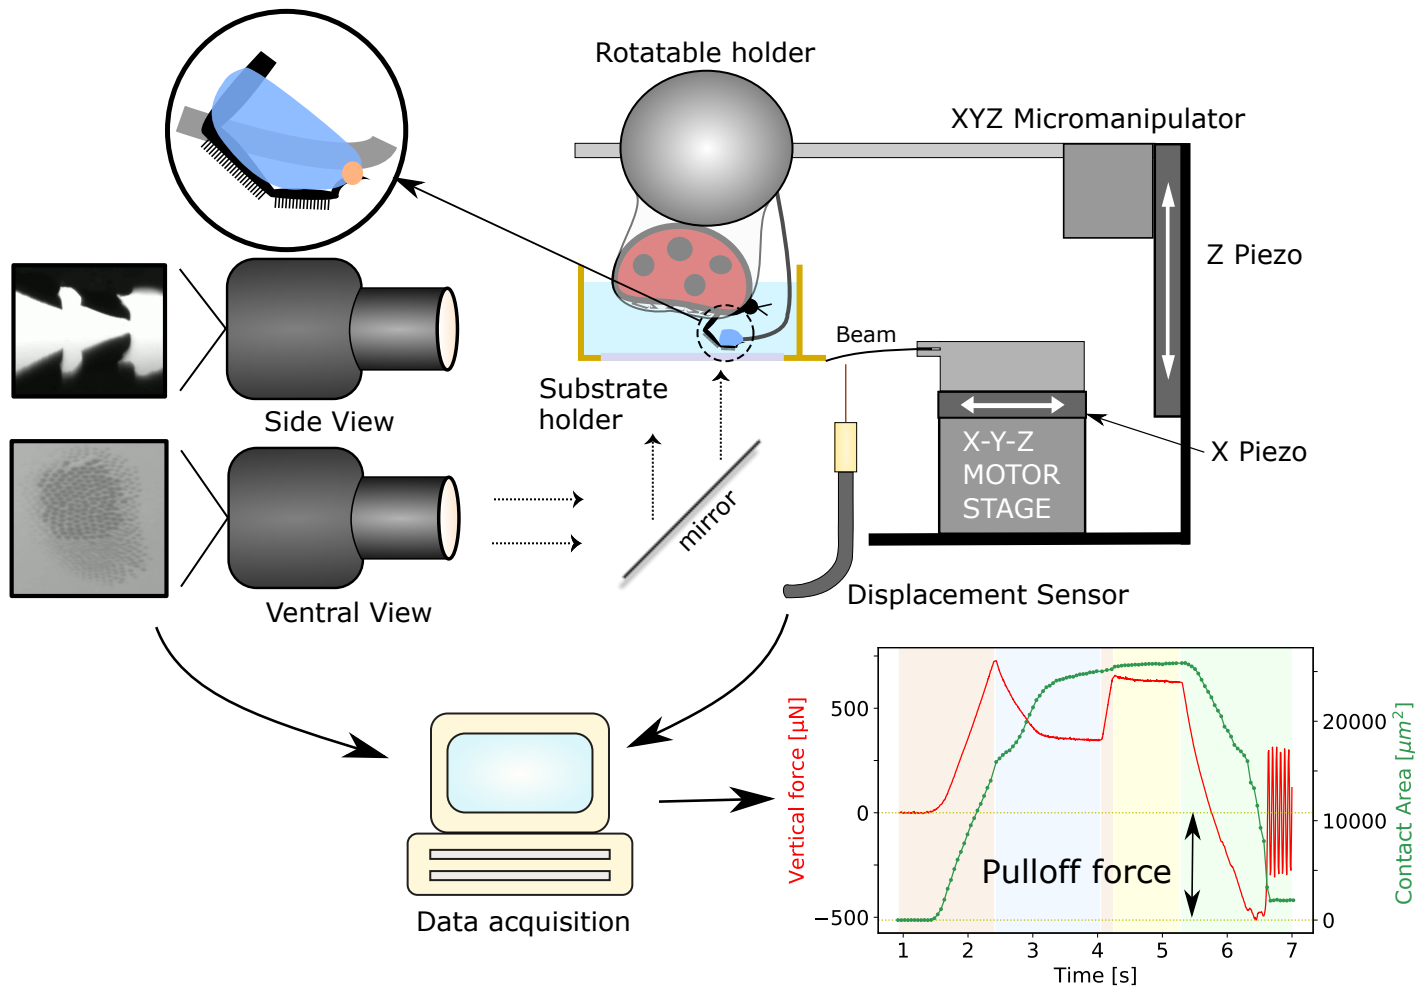 Rotatable holder
XYZ Micromanipulator
Z Piezo
Beam
Side View
Substrate
holder
X-Y-Z
MOTOR
STAGE
X Piezo
mirror
Ventral View
Displacement Sensor
Data acquisition
Vertical force [µN]
500
0
−500
Pulloff force
20000
10000
0
Contact Area [µm²]
1 2 3 4 5 6 7
Time [s]